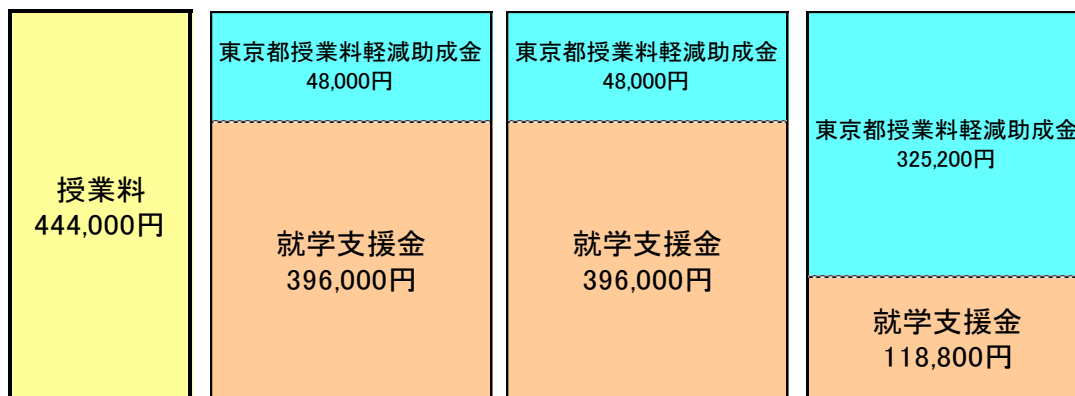 授業料
444,000円
東京都授業料軽減助成金
48,000円
就学支援金
396,000円
東京都授業料軽減助成金
48,000円
就学支援金
396,000円
東京都授業料軽減助成金
325,200円
就学支援金
118,800円